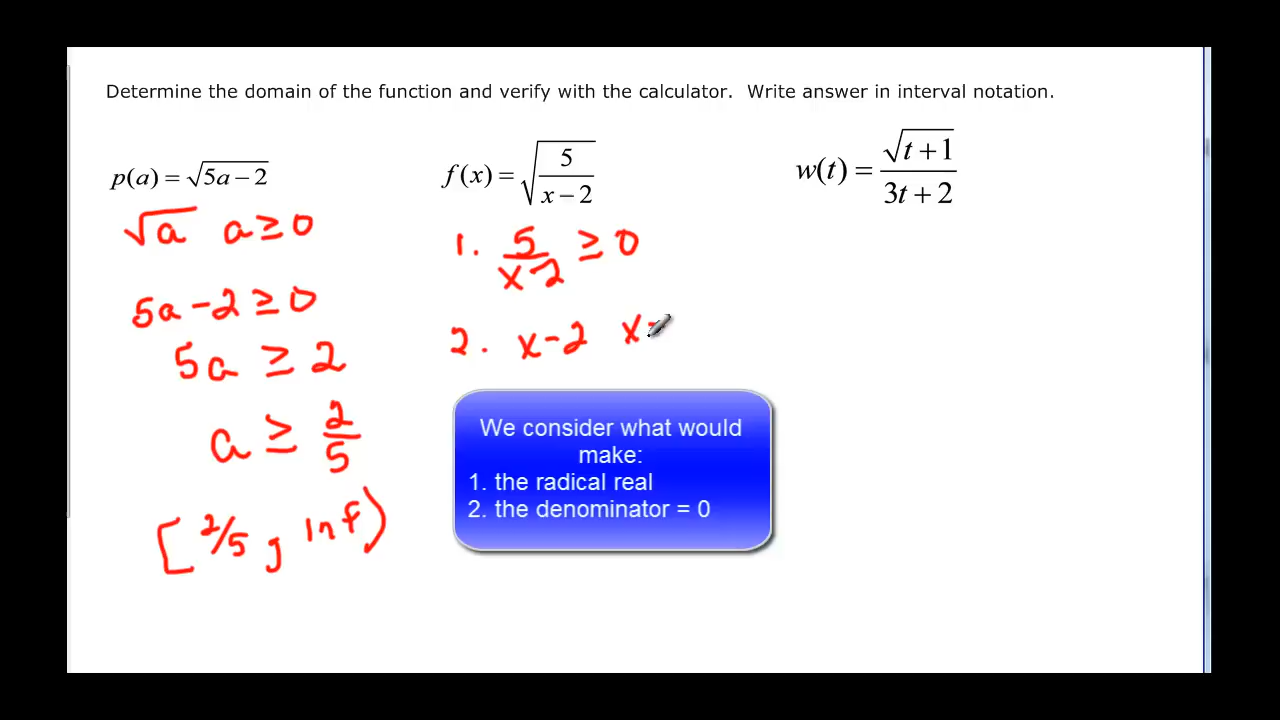 Determine the domain of the function and verify with the calculator. Write answer in interval notation.
p(a) = √5a − 2
√a a ≥ 0
5a − 2 ≥ 0
5a ≥ 2
a ≥ 2/5
[2/5, inf)
f(x) = √(5/(x − 2))
1. 5/(x−2) ≥ 0
2. x−2 x=
We consider what would
make:
1. the radical real
2. the denominator = 0
w(t) = √(t + 1)/(3t + 2)